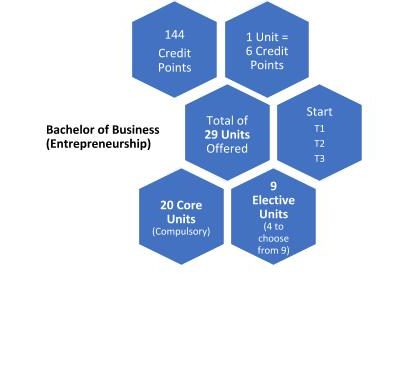 144
Credit
Points
1 Unit =
6 Credit
Points
Total of
29 Units
Offered
Start
T1
T2
T3
Bachelor of Business
(Entrepreneurship)
20 Core
Units
(Compulsory)
9
Elective
Units
(4 to
choose
from 9)